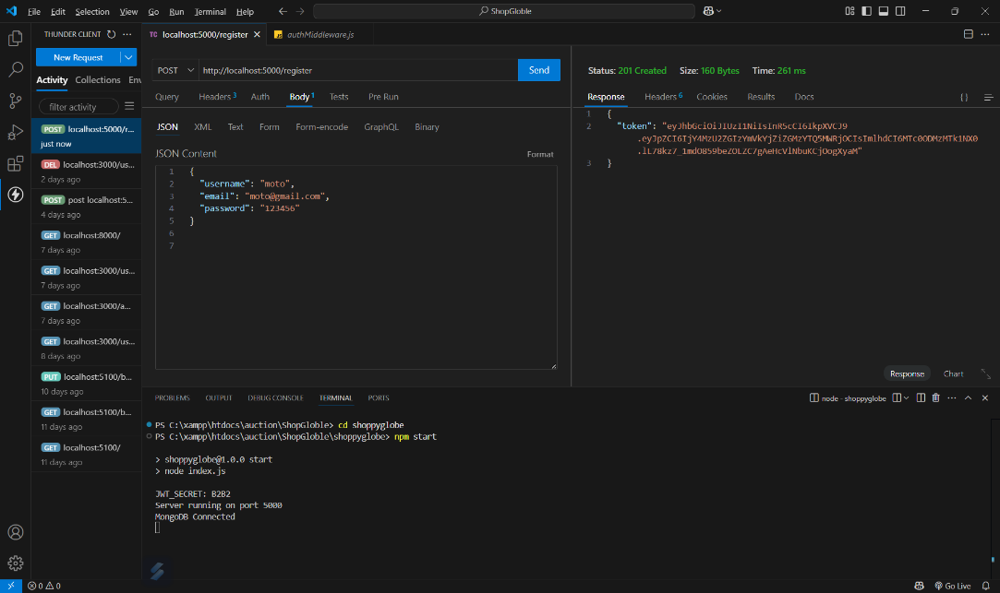 File Edit Selection View Go Run Terminal Help
ShopGloble
THUNDER CLIENT
New Request
Activity Collections Env
filter activity
POST localhost:5000/r...
just now
DEL localhost:3000/us...
2 days ago
POST post localhost:5...
4 days ago
GET localhost:8000/
7 days ago
GET localhost:3000/us...
7 days ago
GET localhost:3000/a...
7 days ago
GET localhost:3000/us...
8 days ago
PUT localhost:5100/b...
10 days ago
GET localhost:5100/b...
11 days ago
GET localhost:5100/
11 days ago
TC localhost:5000/register
authMiddleware.js
POST http://localhost:5000/register Send
Query Headers 3 Auth Body 1 Tests Pre Run
JSON XML Text Form Form-encode GraphQL Binary
JSON Content Format
1 {
2 "username": "moto",
3 "email": "moto@gmail.com",
4 "password": "123456"
5 }
6
7
Status: 201 Created Size: 160 Bytes Time: 261 ms
Response Headers 6 Cookies Results Docs { }
1 {
2 "token": "eyJhbGciOiJIUzI1NiIsInR5cCI6IkpXVCJ9
3 }
Response Chart
PROBLEMS OUTPUT DEBUG CONSOLE TERMINAL PORTS
node - shoppyglobe
PS C:\xampp\htdocs\auction\ShopGloble> cd shoppyglobe
PS C:\xampp\htdocs\auction\ShopGloble\shoppyglobe> npm start
> shoppyglobe@1.0.0 start
> node index.js
JWT_SECRET: B2B2
Server running on port 5000
MongoDB Connected
0 0
Go Live